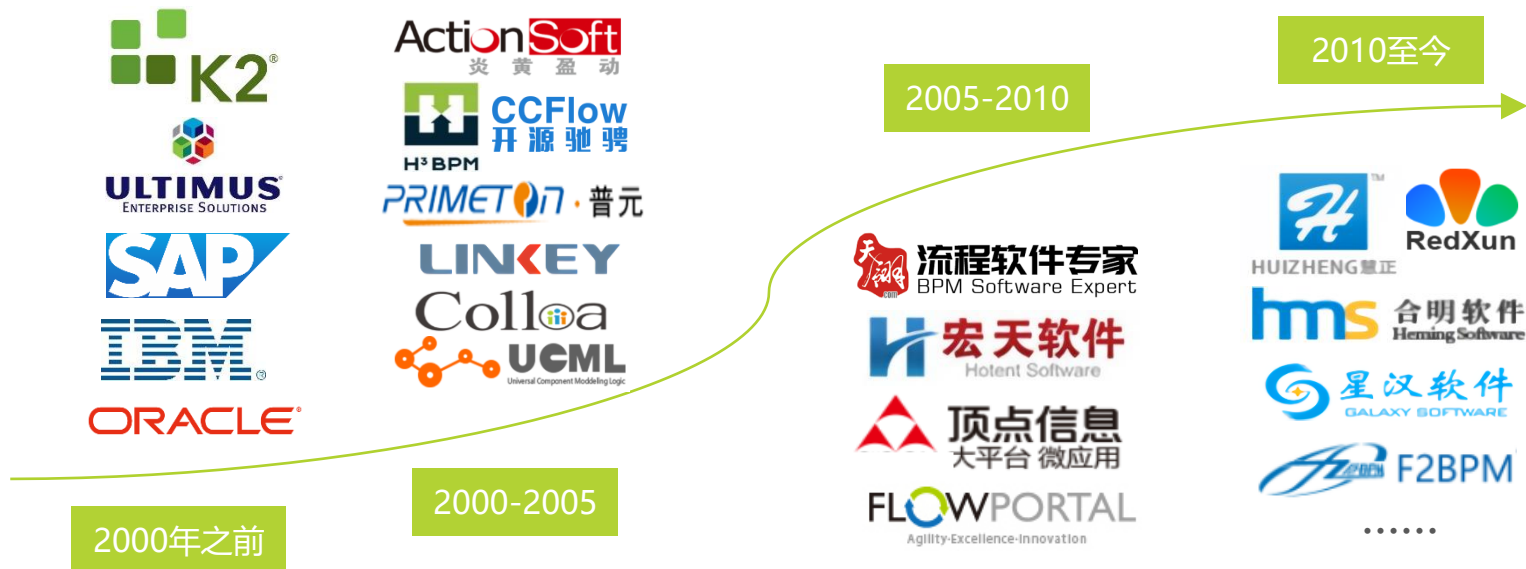 K2®
ULTIMUS®
ENTERPRISE SOLUTIONS
SAP
IBM®
ORACLE®
2000年之前
ActionSoft
炎黄盈动
H³ BPM
CCFlow
开源驰骋
PRIMETON·普元
LINKEY
Colloa
UCML
Universal Component Moddeling Logic
2000-2005
2005-2010
天翎
.com
流程软件专家
BPM Software Expert
宏天软件
Hotent Software
顶点信息
大平台 微应用
FLOWPORTAL
Agility-Excellence-Innovation
2010至今
H™
HUIZHENG慧正
RedXun
hms
合明软件
Heming Software
星汉软件
GALAXY SOFTWARE
F2BPM
······